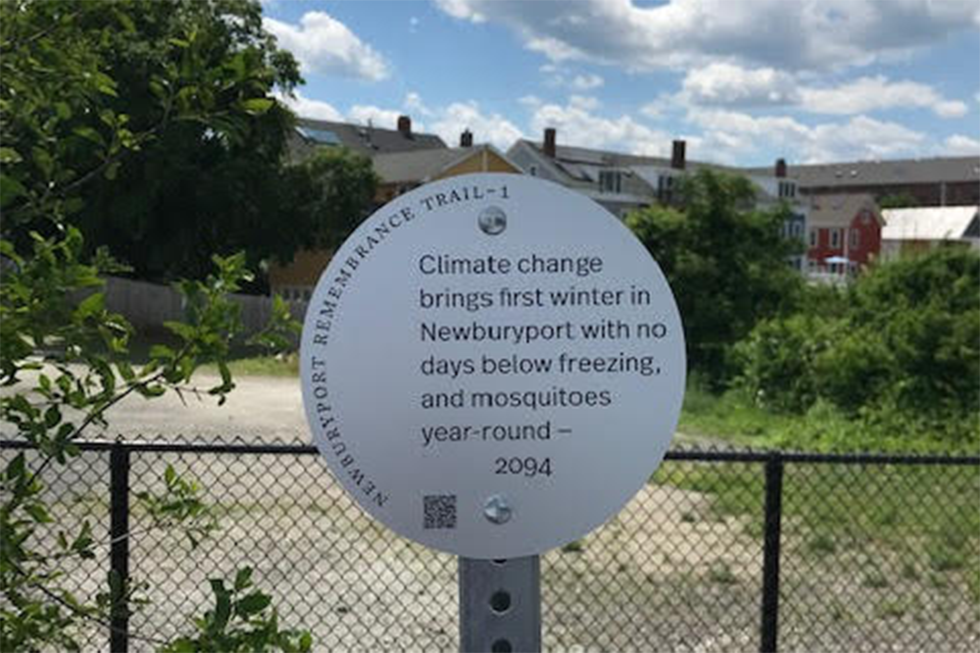 NEWBURYPORT REMEMBRANCE TRAIL-1
Climate change
brings first winter in
Newburyport with no
days below freezing,
and mosquitoes
year-round –
2094